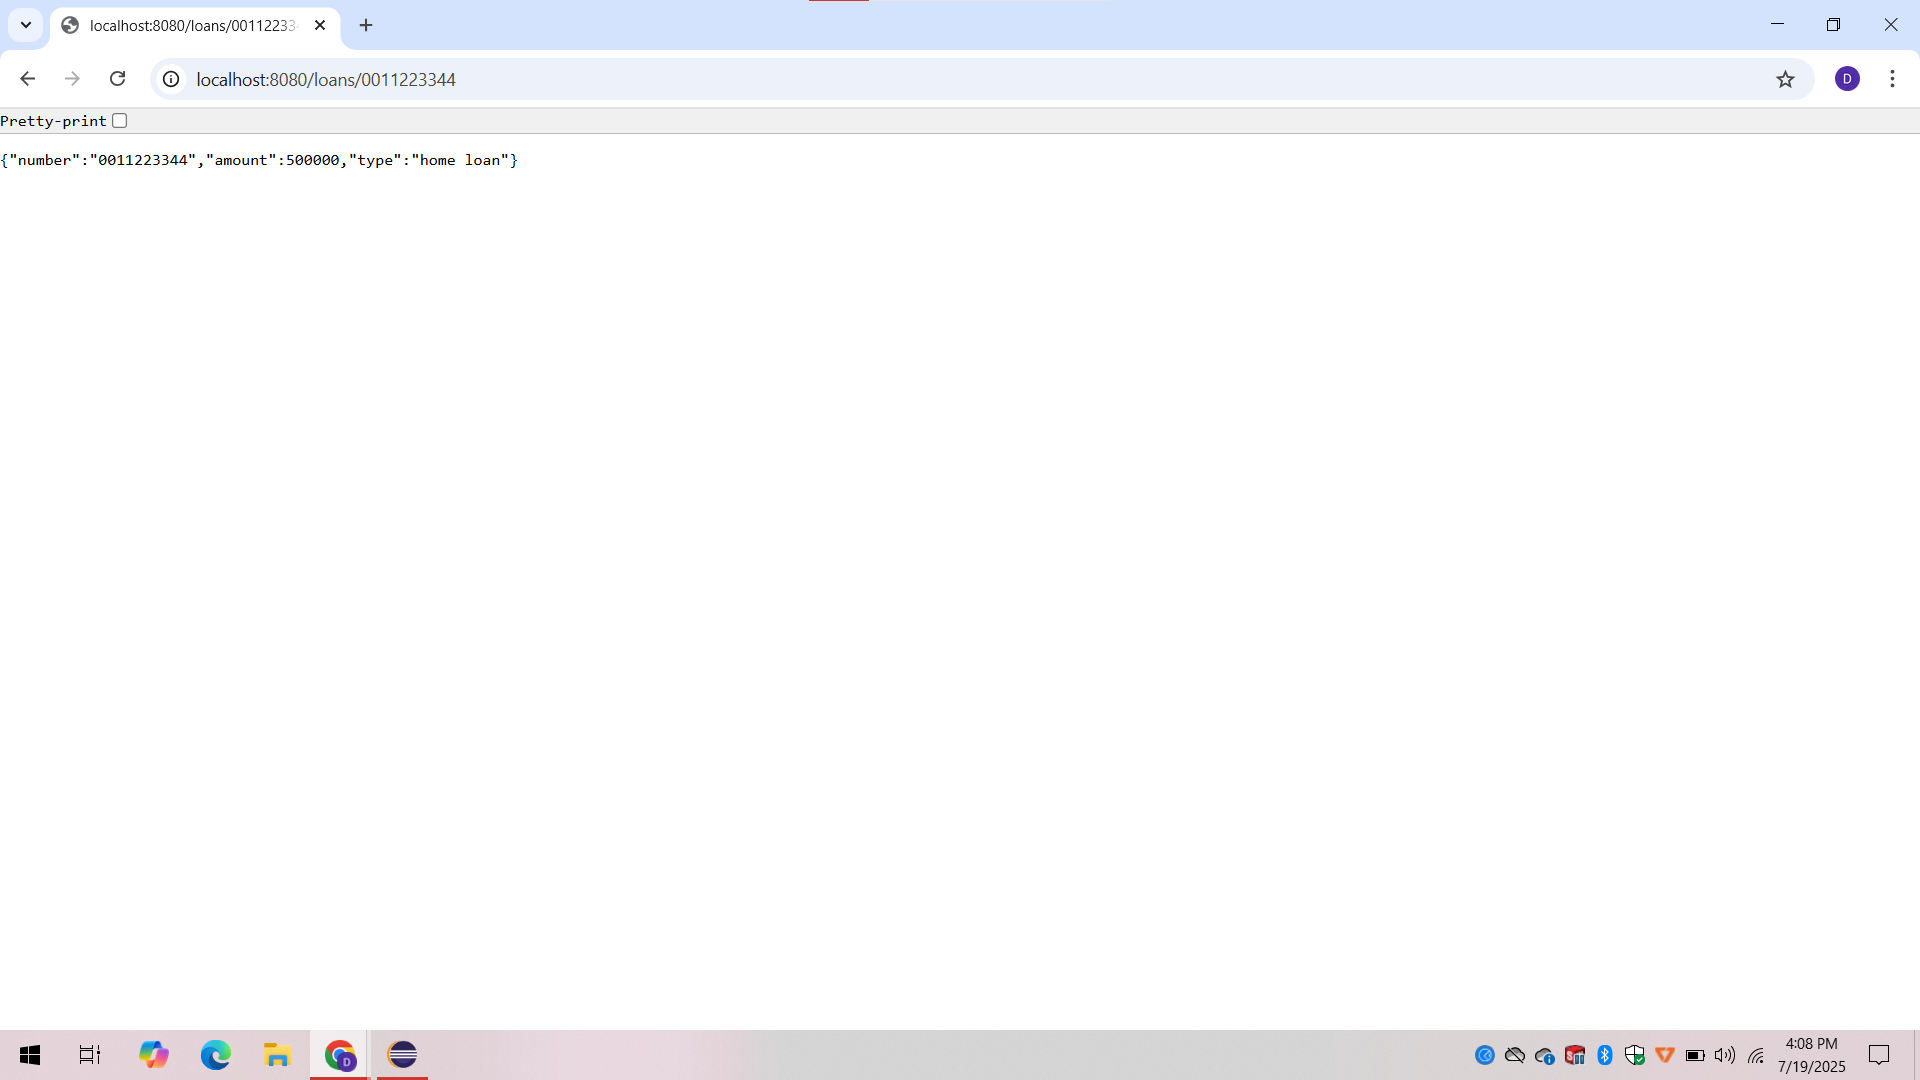 localhost:8080/loans/00112233
localhost:8080/loans/0011223344
D
Pretty-print
{"number":"0011223344","amount":500000,"type":"home loan"}
D
4:08 PM
7/19/2025